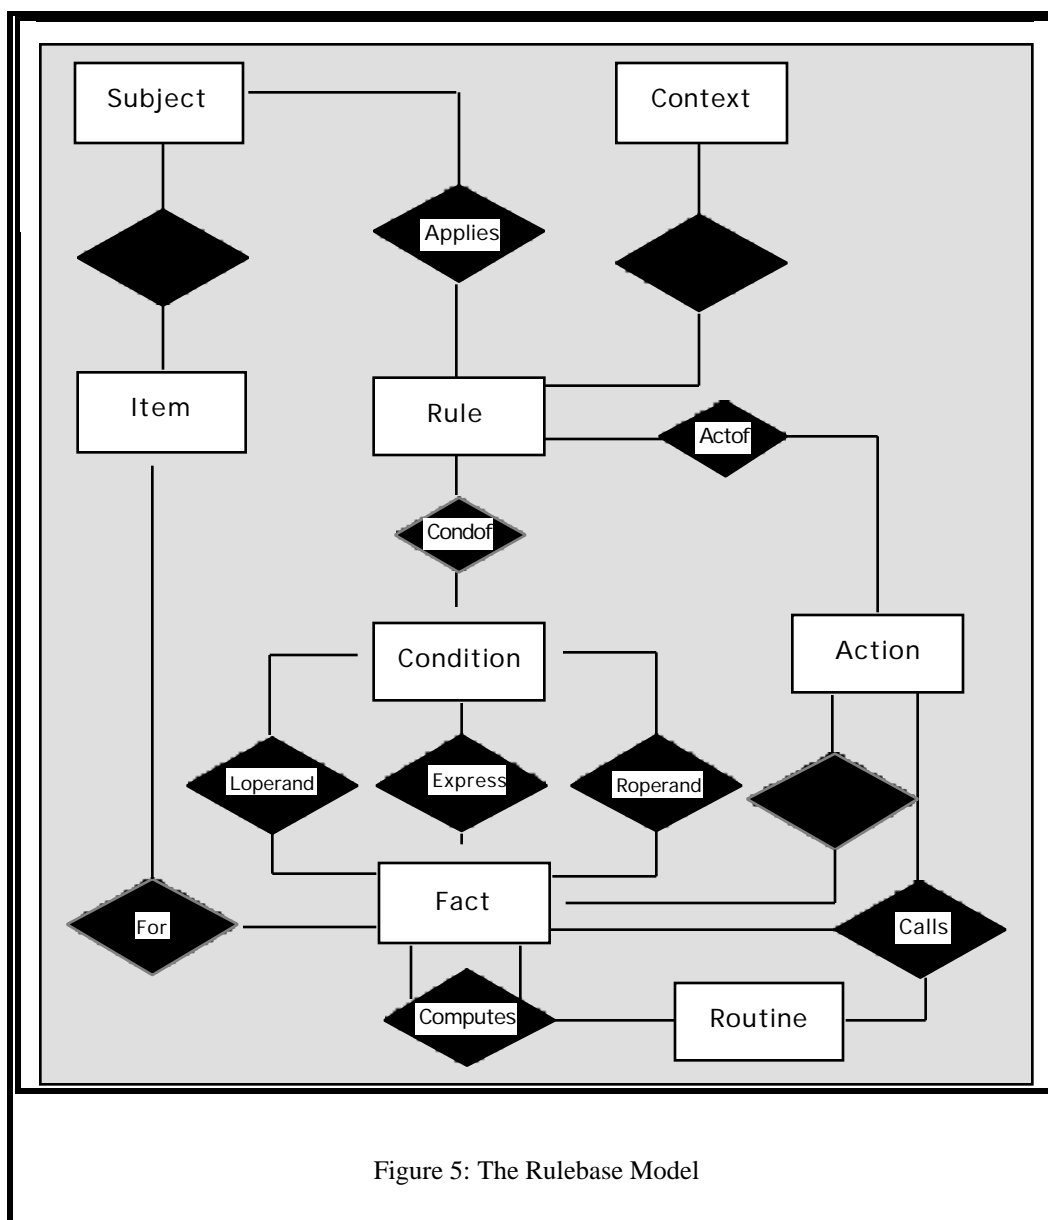 Subject
Context
Applies
Item
Rule
Actof
Condof
Condition
Action
Loperand
Express
Roperand
Fact
For
Calls
Computes
Routine
Figure 5: The Rulebase Model